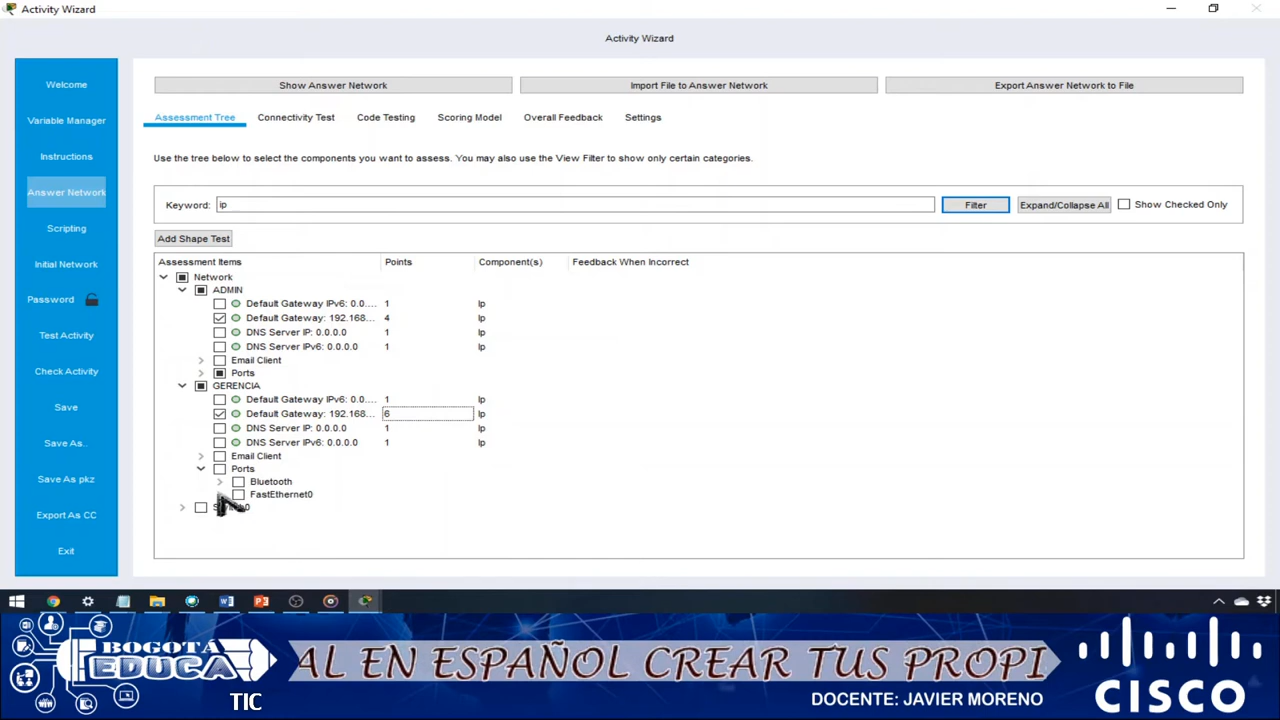 Activity Wizard
Activity Wizard
Welcome
Variable Manager
Instructions
Answer Network
Scripting
Initial Network
Password
Test Activity
Check Activity
Save
Save As..
Save As pkz
Export As CC
Exit
Show Answer Network
Import File to Answer Network
Export Answer Network to File
Assessment Tree
Connectivity Test
Code Testing
Scoring Model
Overall Feedback
Settings
Use the tree below to select the components you want to assess. You may also use the View Filter to show only certain categories.
Keyword: ip
Filter
Expand/Collapse All
Show Checked Only
Add Shape Test
Assessment Items Points Component(s) Feedback When Incorrect
Network
ADMIN
Default Gateway IPv6: 0.0.... 1 Ip
Default Gateway: 192.168... 4 Ip
DNS Server IP: 0.0.0.0 1 Ip
DNS Server IPv6: 0.0.0.0 1 Ip
Email Client
Ports
GERENCIA
Default Gateway IPv6: 0.0.... 1 Ip
Default Gateway: 192.168... 6 Ip
DNS Server IP: 0.0.0.0 1 Ip
DNS Server IPv6: 0.0.0.0 1 Ip
Email Client
Ports
Bluetooth
FastEthernet0
BOGOTÁ
EDUCA
TIC
AL EN ESPAÑOL CREAR TUS PROPI
DOCENTE: JAVIER MORENO
CISCO